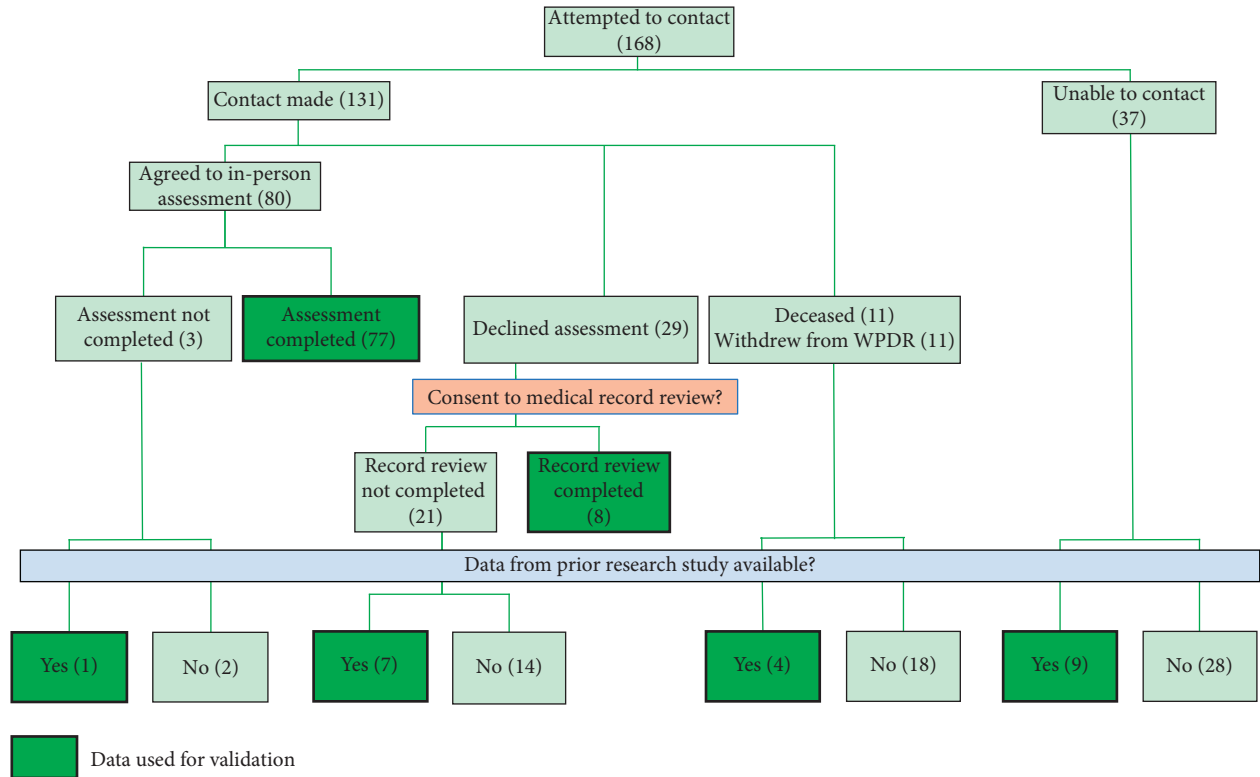 Attempted to contact
(168)
Contact made (131)
Unable to contact
(37)
Agreed to in-person
assessment (80)
Assessment not
completed (3)
Assessment
completed (77)
Declined assessment (29)
Deceased (11)
Withdrew from WPDR (11)
Consent to medical record review?
Record review
not completed
(21)
Record review
completed
(8)
Data from prior research study available?
Yes (1)
No (2)
Yes (7)
No (14)
Yes (4)
No (18)
Yes (9)
No (28)
Data used for validation